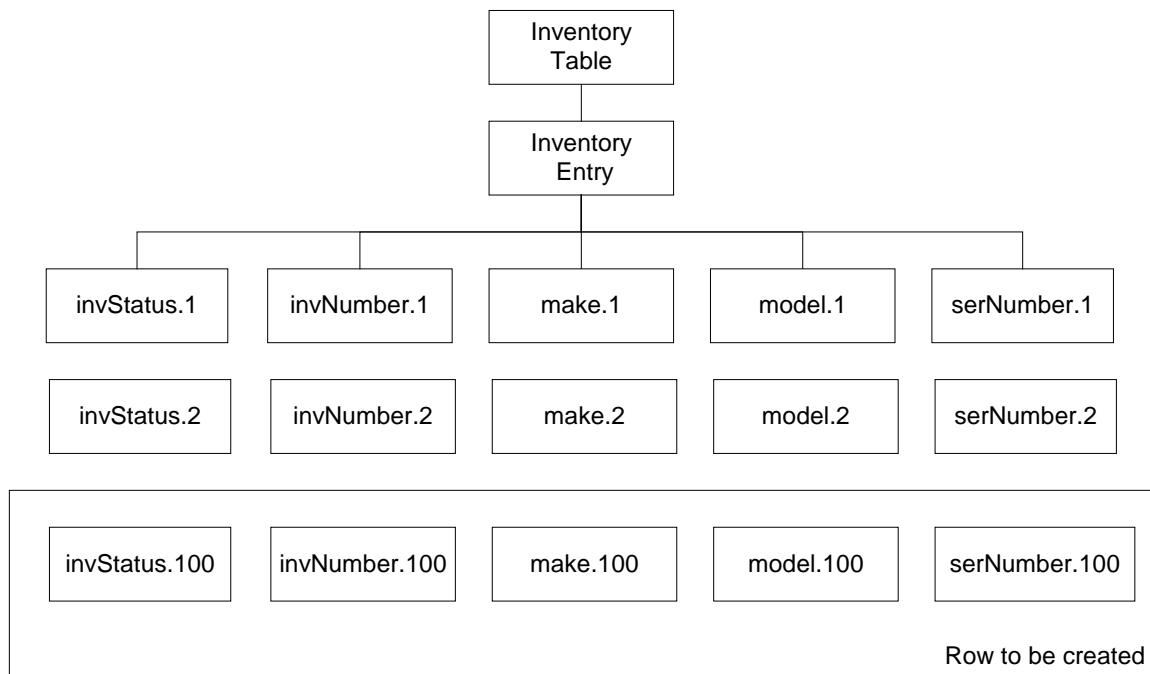 Inventory
Table
Inventory
Entry
invStatus.1 invNumber.1 make.1 model.1 serNumber.1
invStatus.2 invNumber.2 make.2 model.2 serNumber.2
invStatus.100 invNumber.100 make.100 model.100 serNumber.100
Row to be created